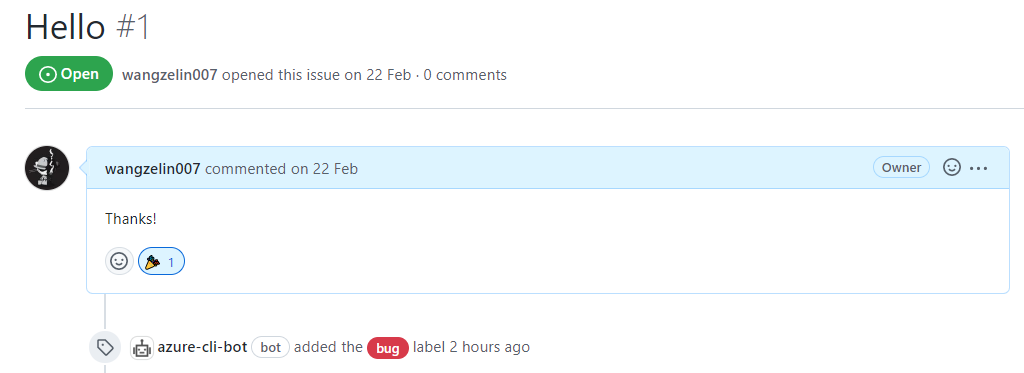 Hello #1
Open wangzelin007 opened this issue on 22 Feb · 0 comments
wangzelin007 commented on 22 Feb Owner
Thanks!
1
azure-cli-bot bot added the bug label 2 hours ago